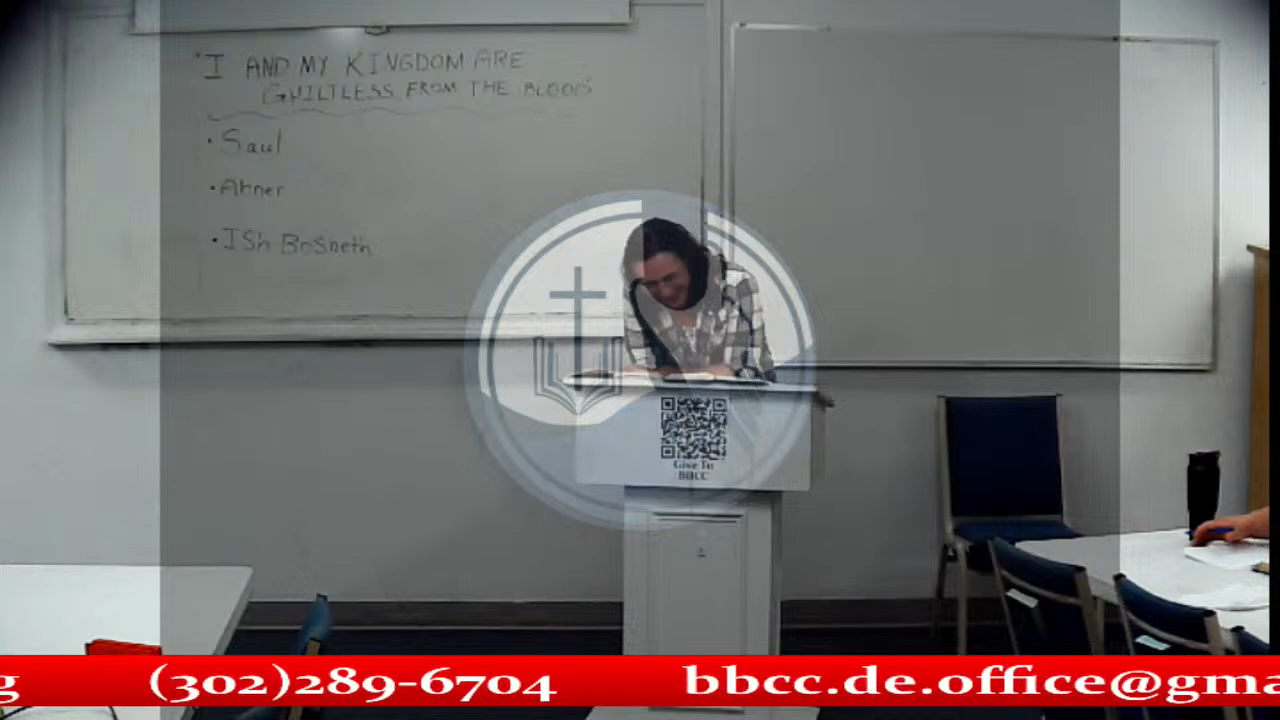 "I AND MY KINGDOM ARE
GUILTLESS FROM THE BLOOD"
• Saul
• Abner
• ISh BoSheth
Give To
BBCC
g (302)289-6704 bbcc.de.office@gma